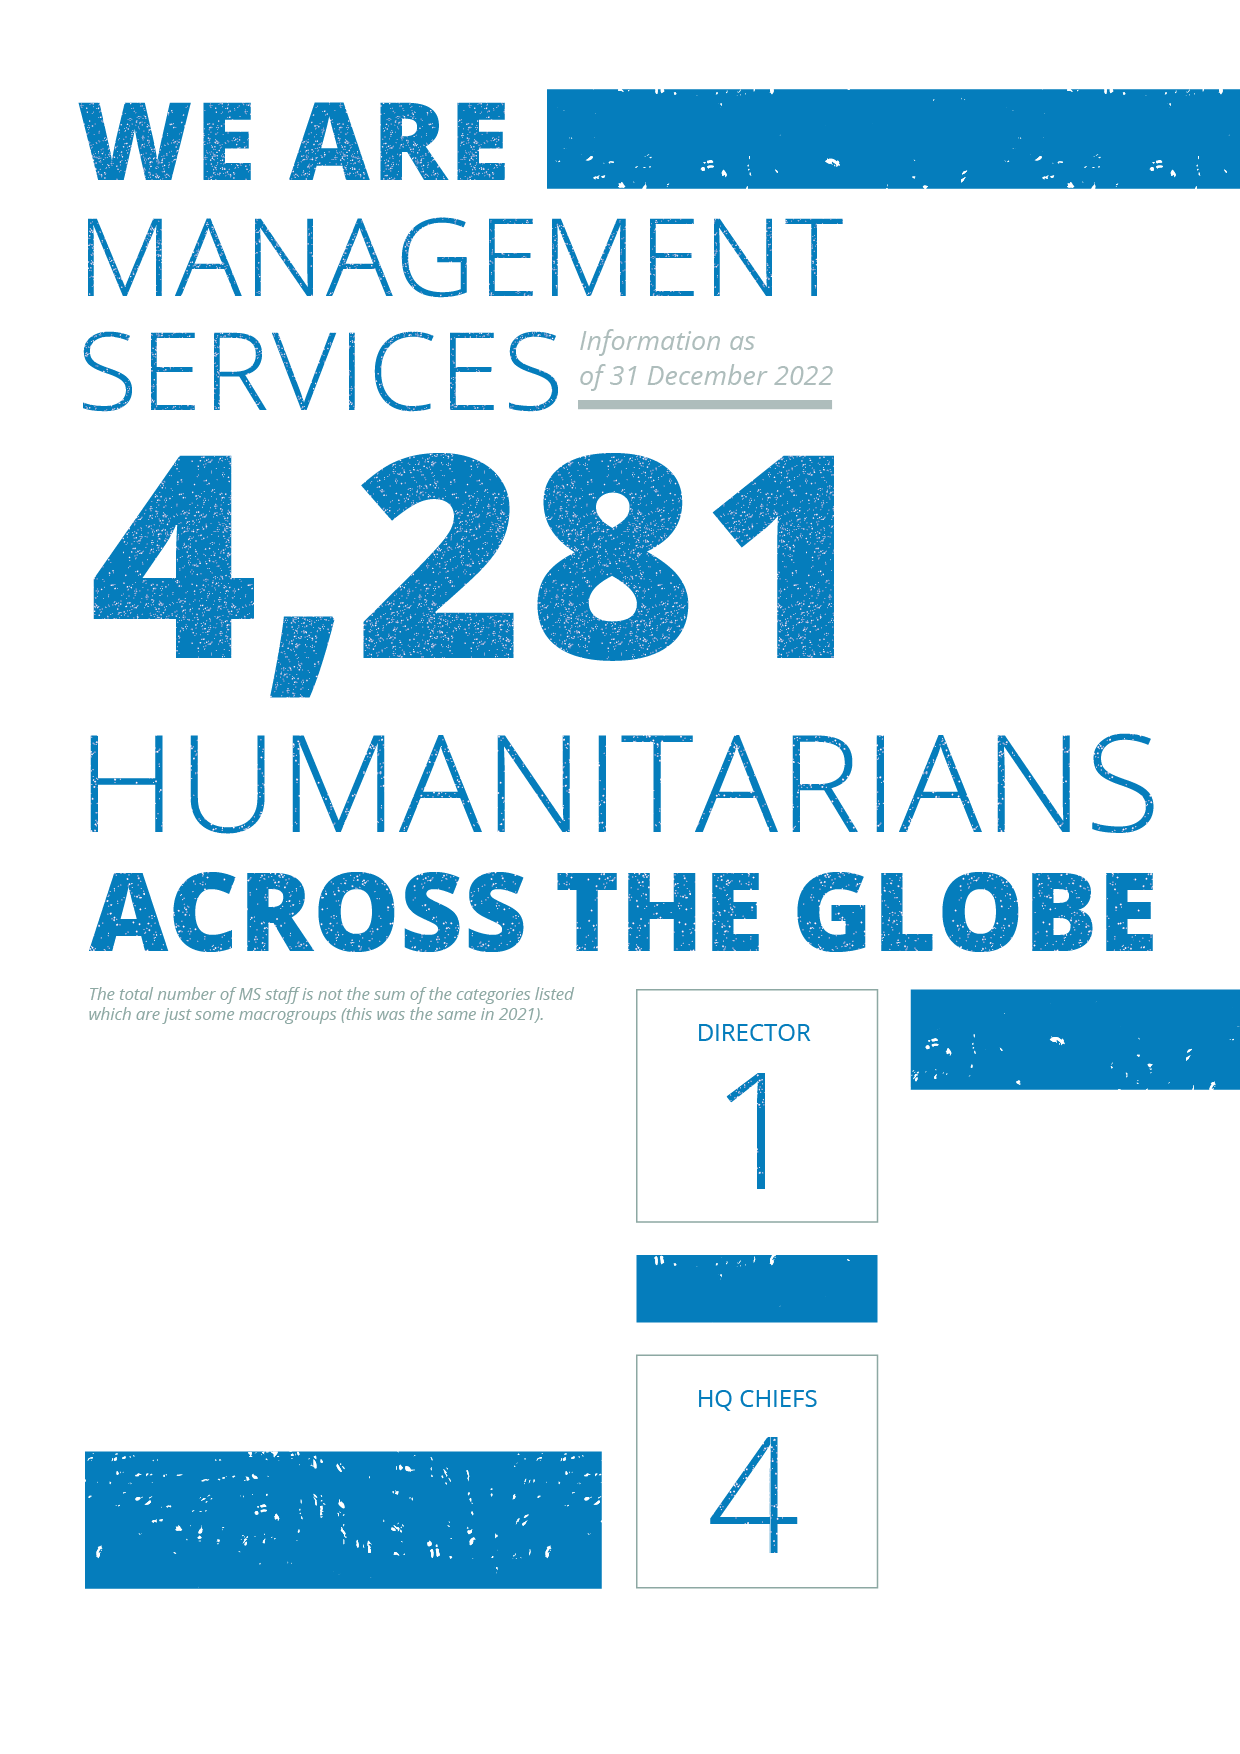 WE ARE
MANAGEMENT
SERVICES
Information as
of 31 December 2022
4,281
HUMANITARIANS
ACROSS THE GLOBE
The total number of MS staff is not the sum of the categories listed
which are just some macrogroups (this was the same in 2021).
DIRECTOR
1
HQ CHIEFS
4